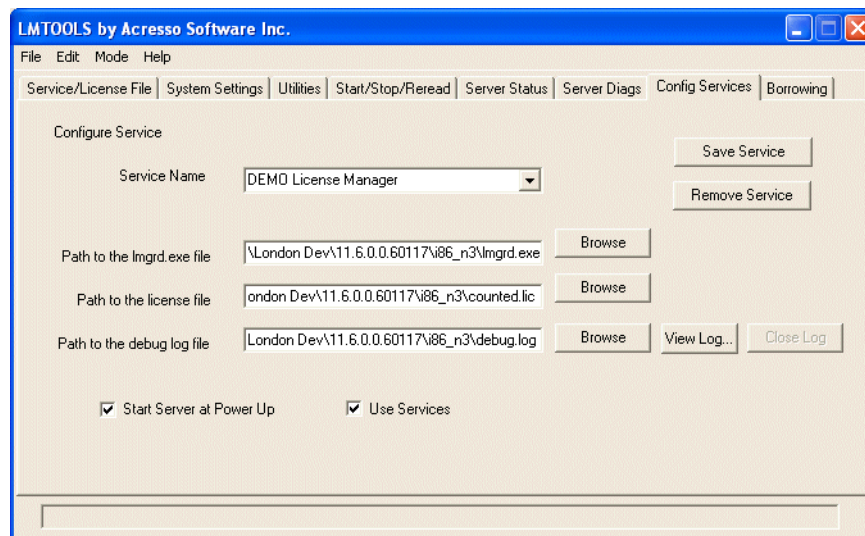 LMTOOLS by Acresso Software Inc.
File Edit Mode Help
Service/License File System Settings Utilities Start/Stop/Reread Server Status Server Diags Config Services Borrowing
Configure Service
Save Service
Service Name DEMO License Manager
Remove Service
Path to the lmgrd.exe file \London Dev\11.6.0.0.60117\i86_n3\lmgrd.exe Browse
Path to the license file ondon Dev\11.6.0.0.60117\i86_n3\counted.lic Browse
Path to the debug log file London Dev\11.6.0.0.60117\i86_n3\debug.log Browse View Log... Close Log
Start Server at Power Up Use Services